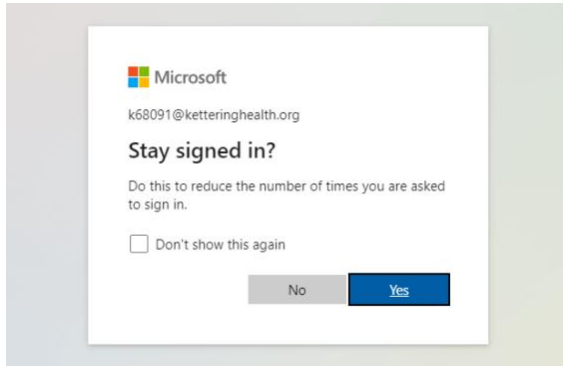 Microsoft
k68091@ketteringhealth.org
Stay signed in?
Do this to reduce the number of times you are asked
to sign in.
Don't show this again
No Yes